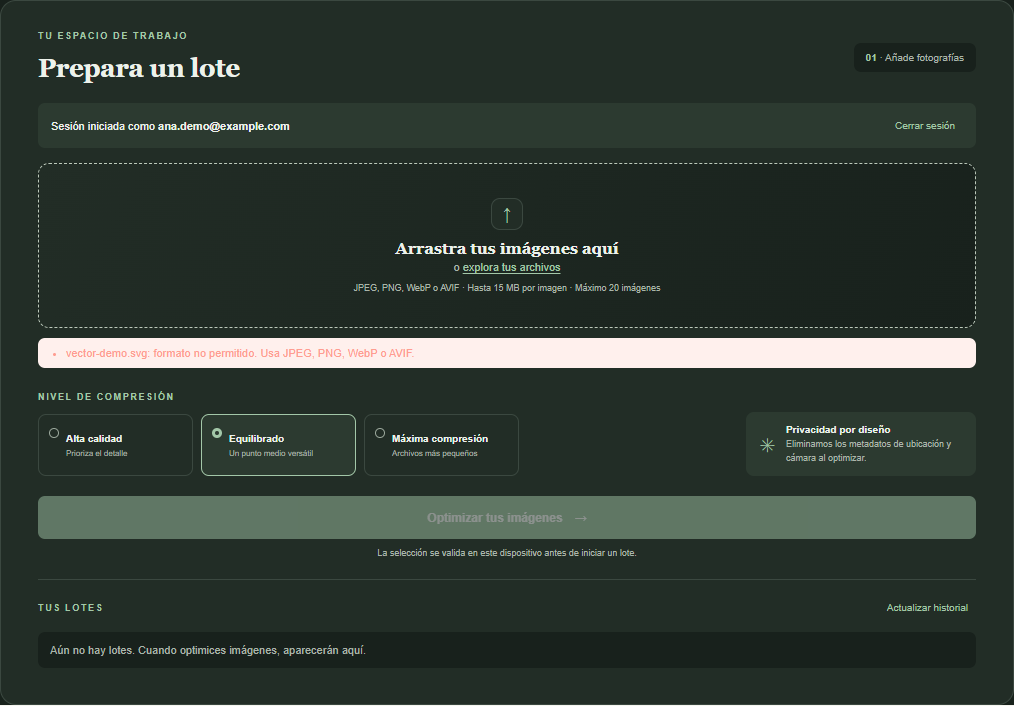 TU ESPACIO DE TRABAJO
Prepara un lote
01 · Añade fotografías
Sesión iniciada como ana.demo@example.com
Cerrar sesión
↑
Arrastra tus imágenes aquí
o explora tus archivos
JPEG, PNG, WebP o AVIF · Hasta 15 MB por imagen · Máximo 20 imágenes
• vector-demo.svg: formato no permitido. Usa JPEG, PNG, WebP o AVIF.
NIVEL DE COMPRESIÓN
Alta calidad
Prioriza el detalle
Equilibrado
Un punto medio versátil
Máxima compresión
Archivos más pequeños
Privacidad por diseño
Eliminamos los metadatos de ubicación y
cámara al optimizar.
Optimizar tus imágenes →
La selección se valida en este dispositivo antes de iniciar un lote.
TUS LOTES
Actualizar historial
Aún no hay lotes. Cuando optimices imágenes, aparecerán aquí.